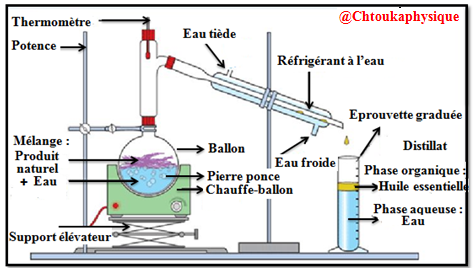 @Chtoukaphysique
Thermomètre
Potence
Eau tiède
Réfrigérant à l'eau
Eprouvette graduée
Mélange :
Produit
naturel
+ Eau
Ballon
Pierre ponce
Chauffe-ballon
Eau froide
Distillat
Phase organique :
Huile essentielle
Phase aqueuse :
Eau
Support élévateur